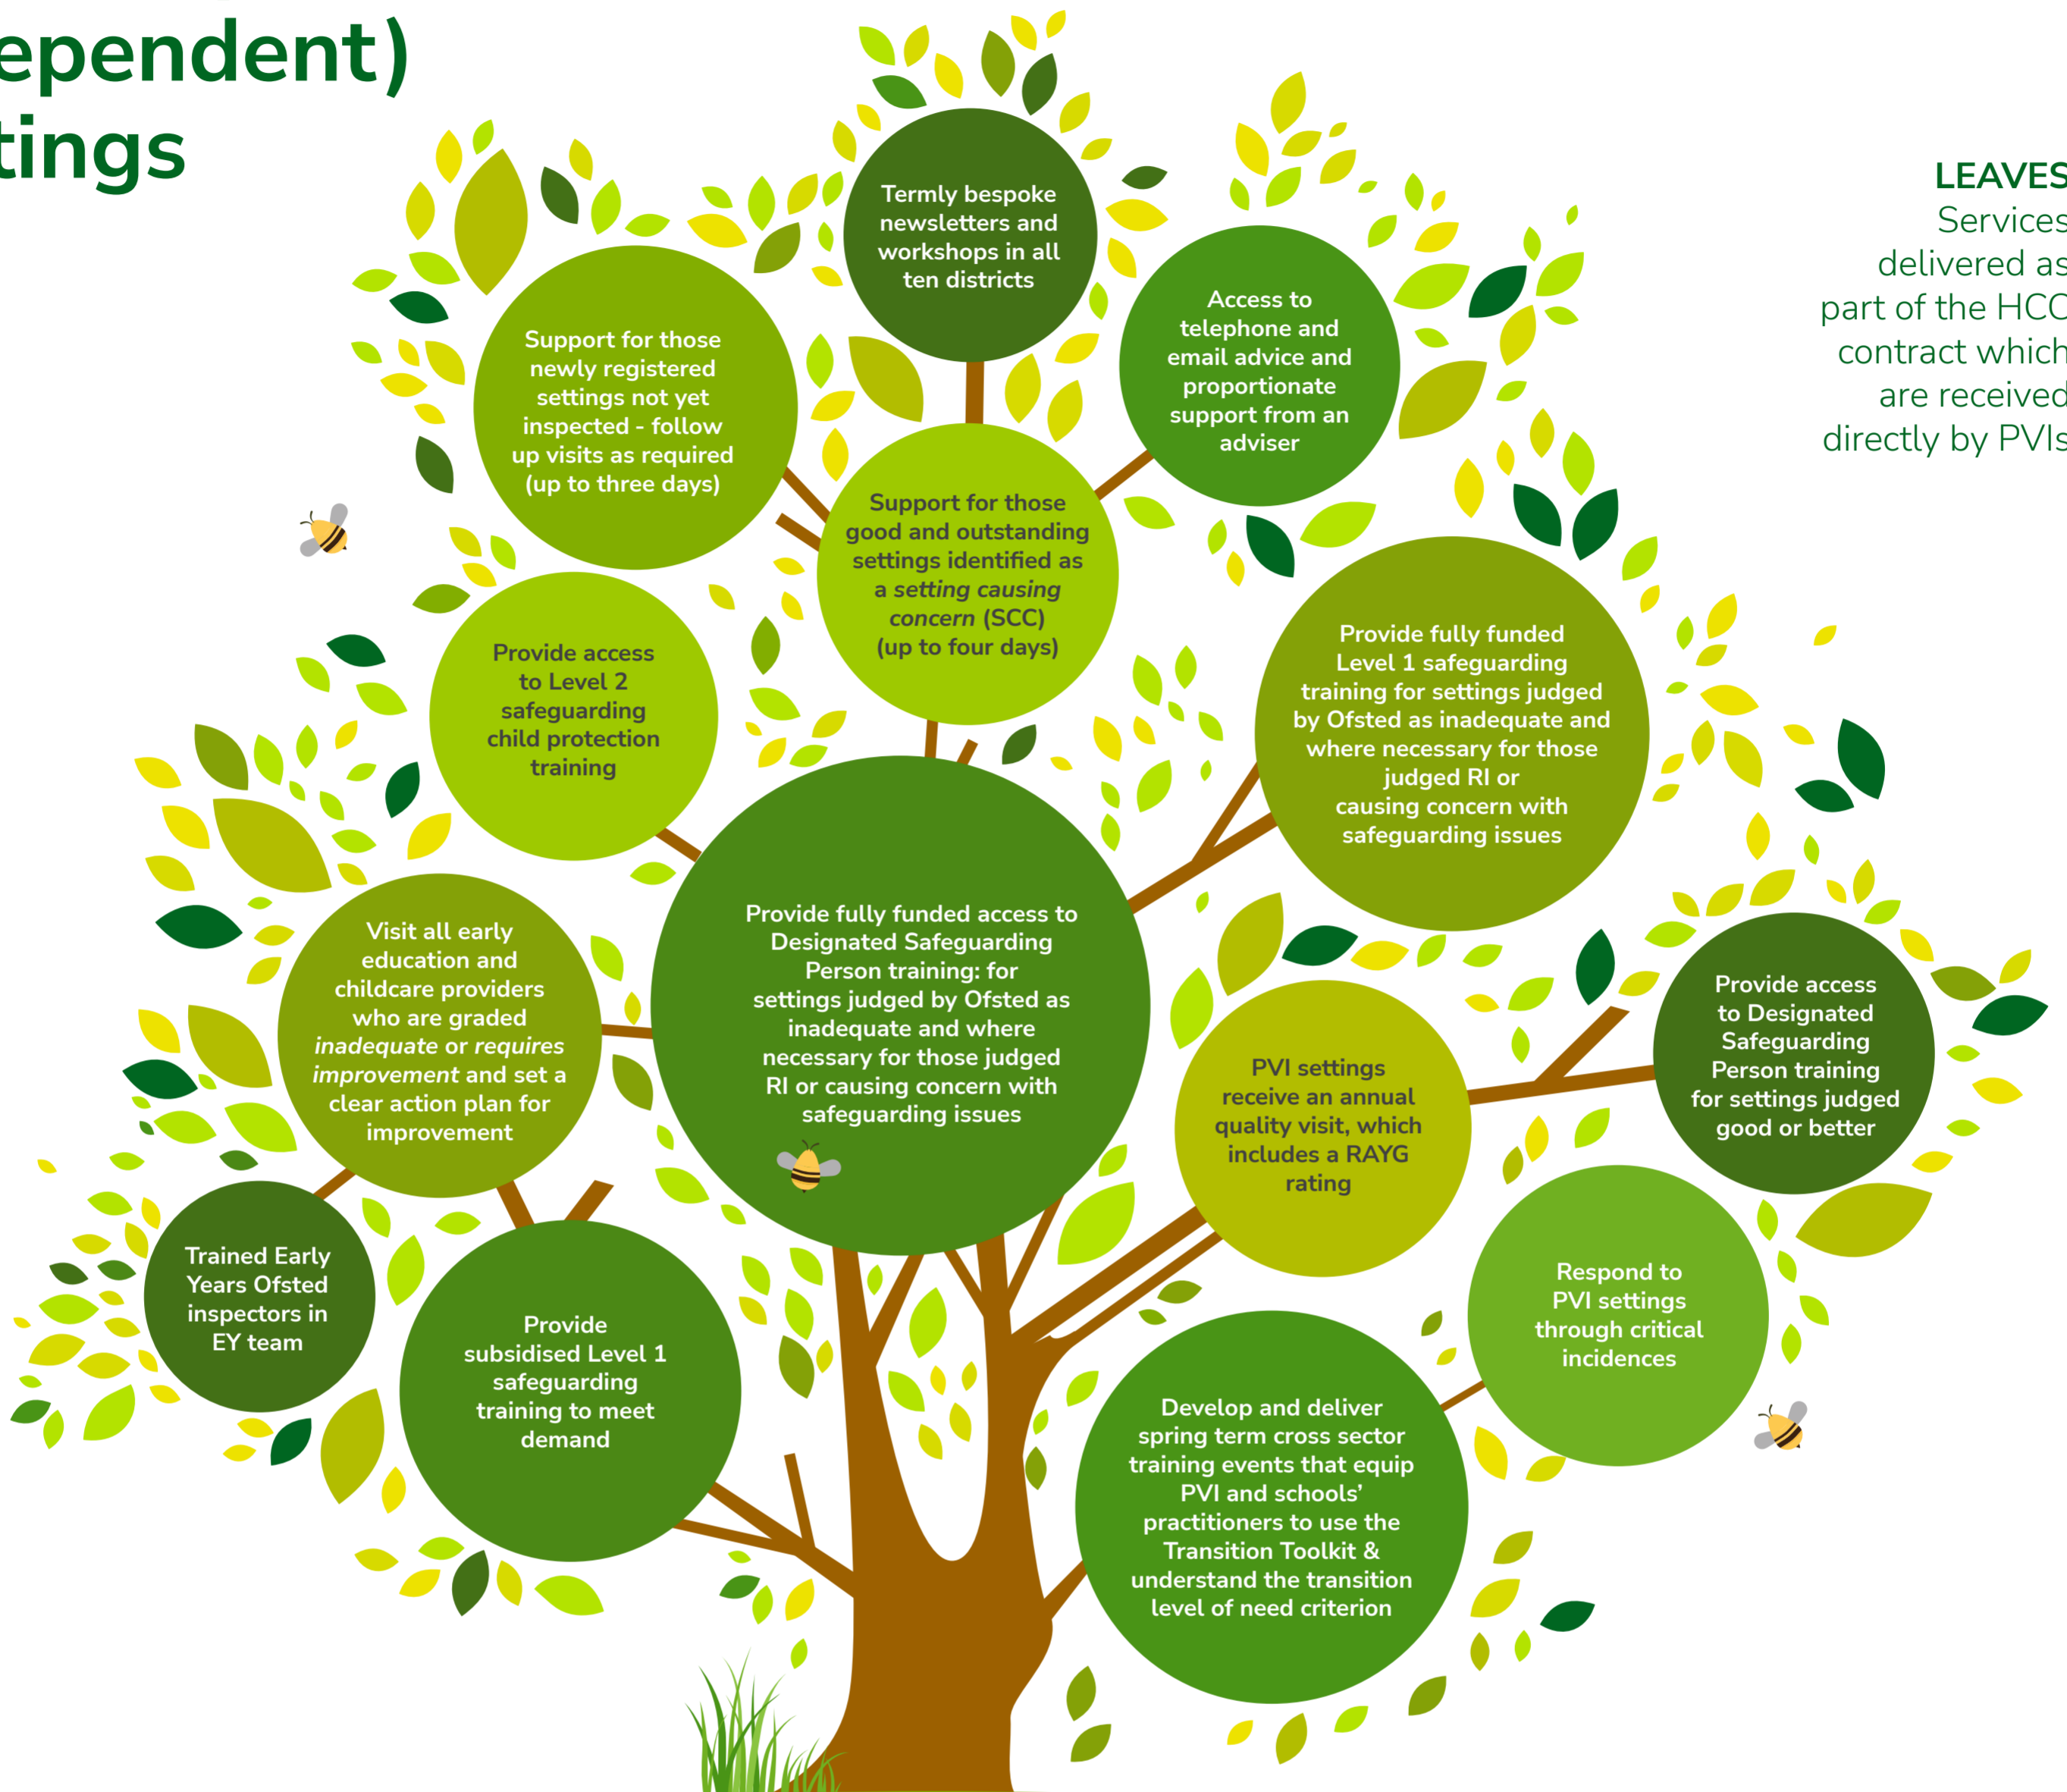 ependent)
tings
LEAVES
Services
delivered as
part of the HCC
contract which
are received
directly by PVIs
Termly bespoke
newsletters and
workshops in all
ten districts
Access to
telephone and
email advice and
proportionate
support from an
adviser
Support for those
newly registered
settings not yet
inspected - follow
up visits as required
(up to three days)
Support for those
good and outstanding
settings identified as
a setting causing
concern (SCC)
(up to four days)
Provide access
to Level 2
safeguarding
child protection
training
Provide fully funded
Level 1 safeguarding
training for settings judged
by Ofsted as inadequate and
where necessary for those
judged RI or
causing concern with
safeguarding issues
Provide fully funded access to
Designated Safeguarding
Person training: for
settings judged by Ofsted as
inadequate and where
necessary for those judged
RI or causing concern with
safeguarding issues
Visit all early
education and
childcare providers
who are graded
inadequate or requires
improvement and set a
clear action plan for
improvement
PVI settings
receive an annual
quality visit, which
includes a RAYG
rating
Provide access
to Designated
Safeguarding
Person training
for settings judged
good or better
Trained Early
Years Ofsted
inspectors in
EY team
Provide
subsidised Level 1
safeguarding
training to meet
demand
Respond to
PVI settings
through critical
incidences
Develop and deliver
spring term cross sector
training events that equip
PVI and schools’
practitioners to use the
Transition Toolkit &
understand the transition
level of need criterion